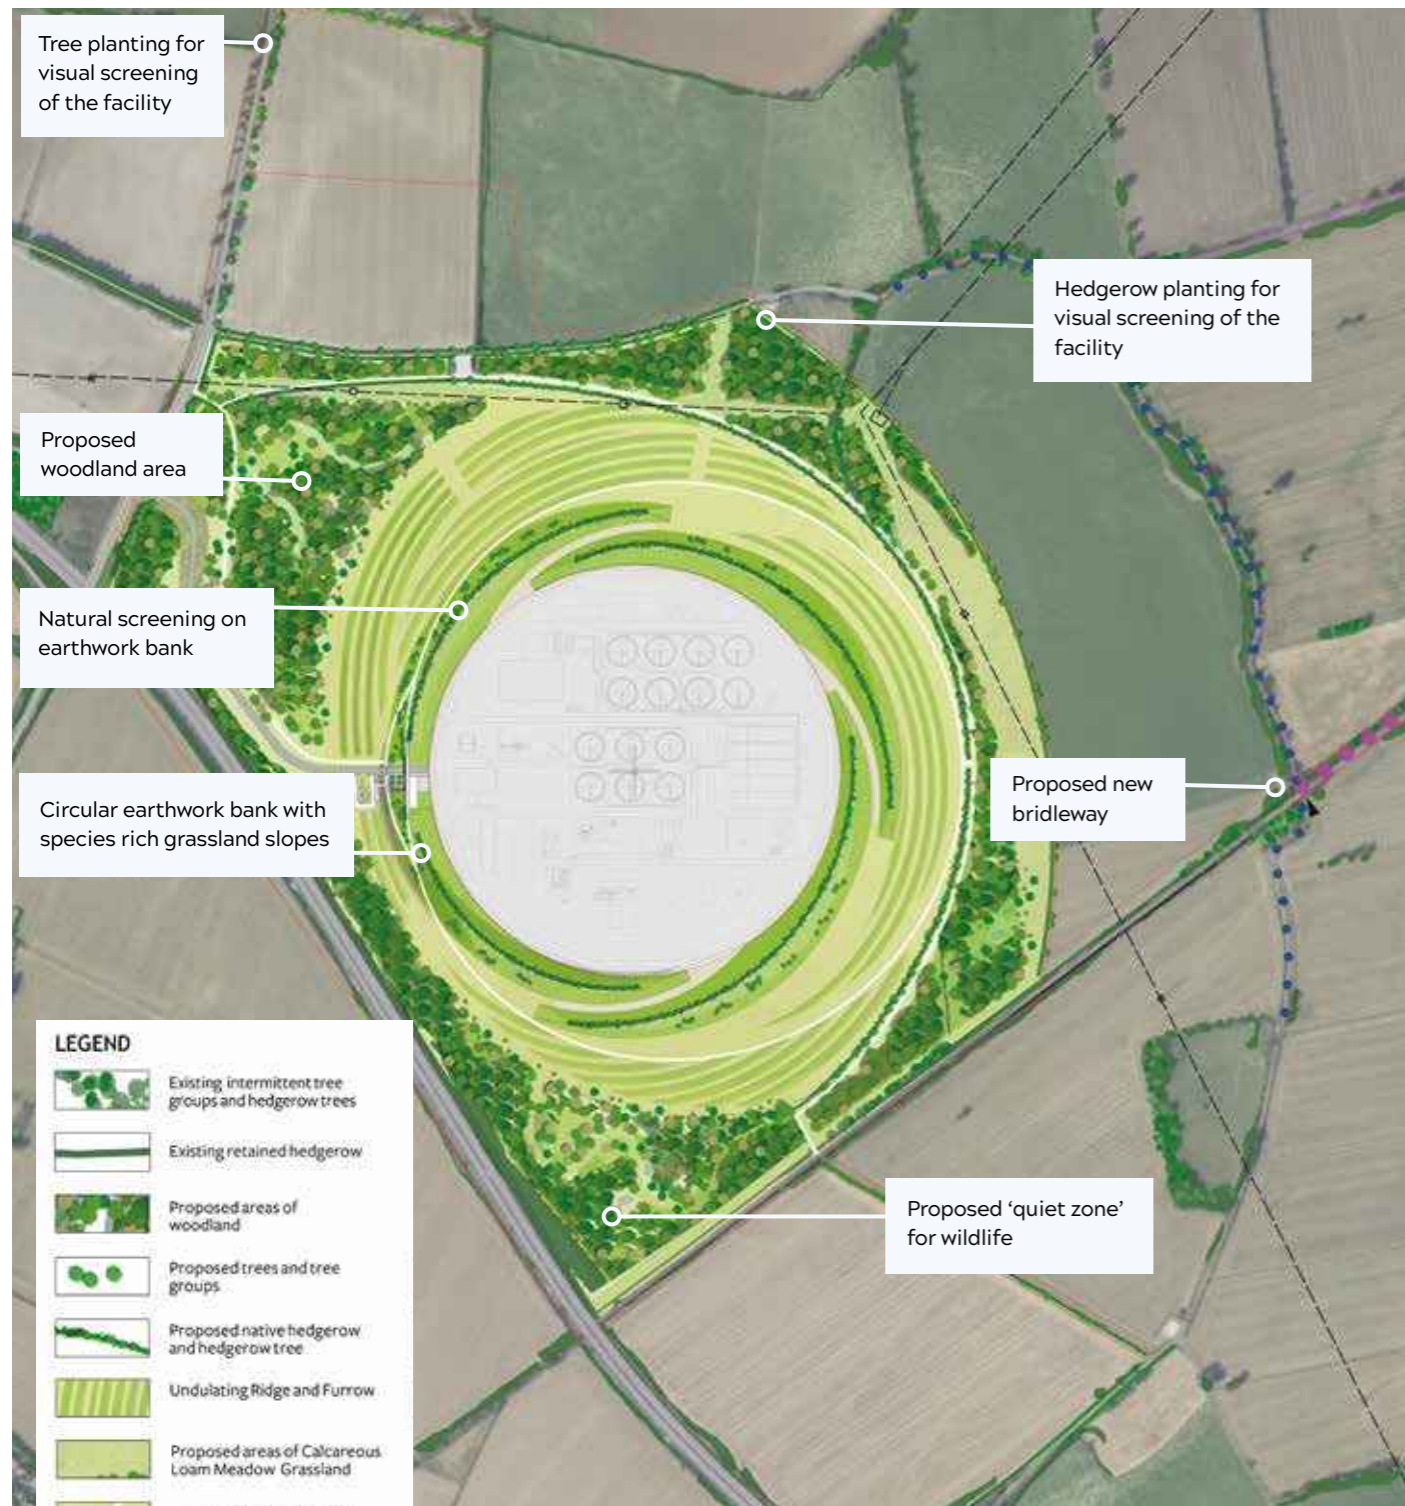 Tree planting for
visual screening
of the facility
Hedgerow planting for
visual screening of the
facility
Proposed
woodland area
Natural screening on
earthwork bank
Circular earthwork bank with
species rich grassland slopes
Proposed new
bridleway
Proposed ‘quiet zone’
for wildlife
LEGEND
Existing intermittent tree
groups and hedgerow trees
Existing retained hedgerow
Proposed areas of
woodland
Proposed trees and tree
groups
Proposed native hedgerow
and hedgerow tree
Undulating Ridge and Furrow
Proposed areas of Calcareous
Loam Meadow Grassland